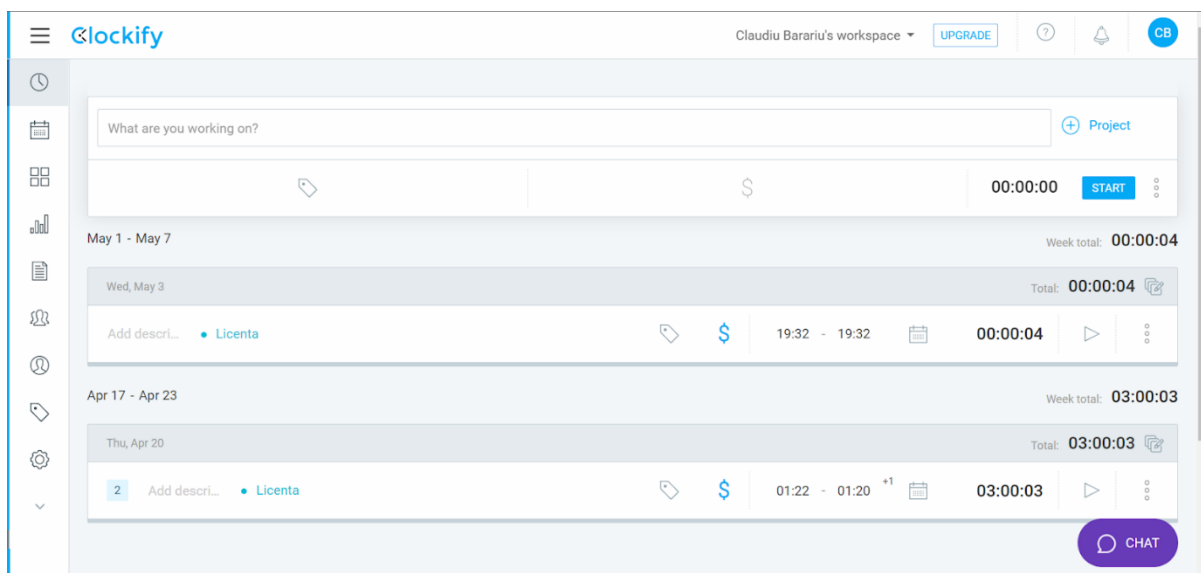 Clockify Claudiu Barariu's workspace UPGRADE ? CB
What are you working on? Project
$ 00:00:00 START
May 1 - May 7 Week total: 00:00:04
Wed, May 3 Total: 00:00:04
Add descri... • Licenta $ 19:32 - 19:32 00:00:04
Apr 17 - Apr 23 Week total: 03:00:03
Thu, Apr 20 Total: 03:00:03
2 Add descri... • Licenta $ 01:22 - 01:20 +1 03:00:03
CHAT